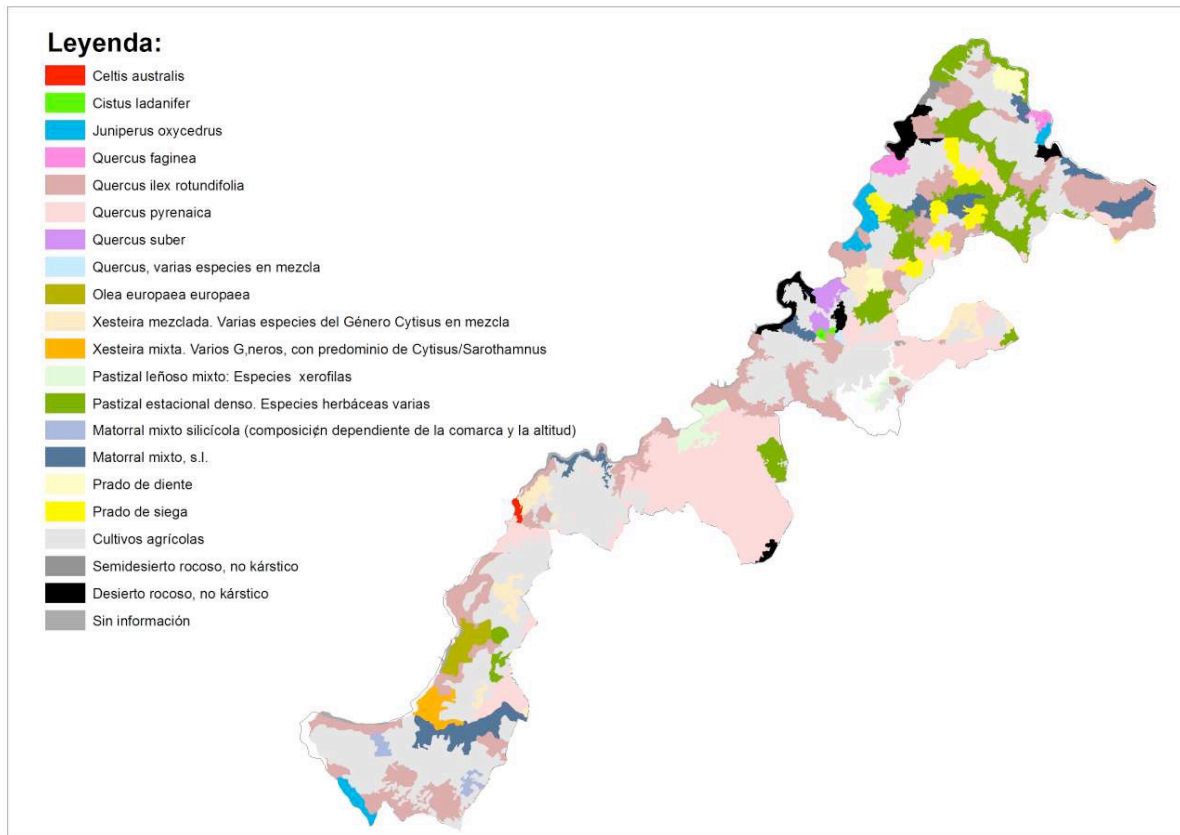 Leyenda:
Celtis australis
Cistus ladanifer
Juniperus oxycedrus
Quercus faginea
Quercus ilex rotundifolia
Quercus pyrenaica
Quercus suber
Quercus, varias especies en mezcla
Olea europaea europaea
Xesteira mezclada. Varias especies del Género Cytisus en mezcla
Xesteira mixta. Varios G,neros, con predominio de Cytisus/Sarothamnus
Pastizal leñoso mixto: Especies xerofilas
Pastizal estacional denso. Especies herbáceas varias
Matorral mixto silicícola (composici¢n dependiente de la comarca y la altitud)
Matorral mixto, s.l.
Prado de diente
Prado de siega
Cultivos agrícolas
Semidesierto rocoso, no kárstico
Desierto rocoso, no kárstico
Sin información